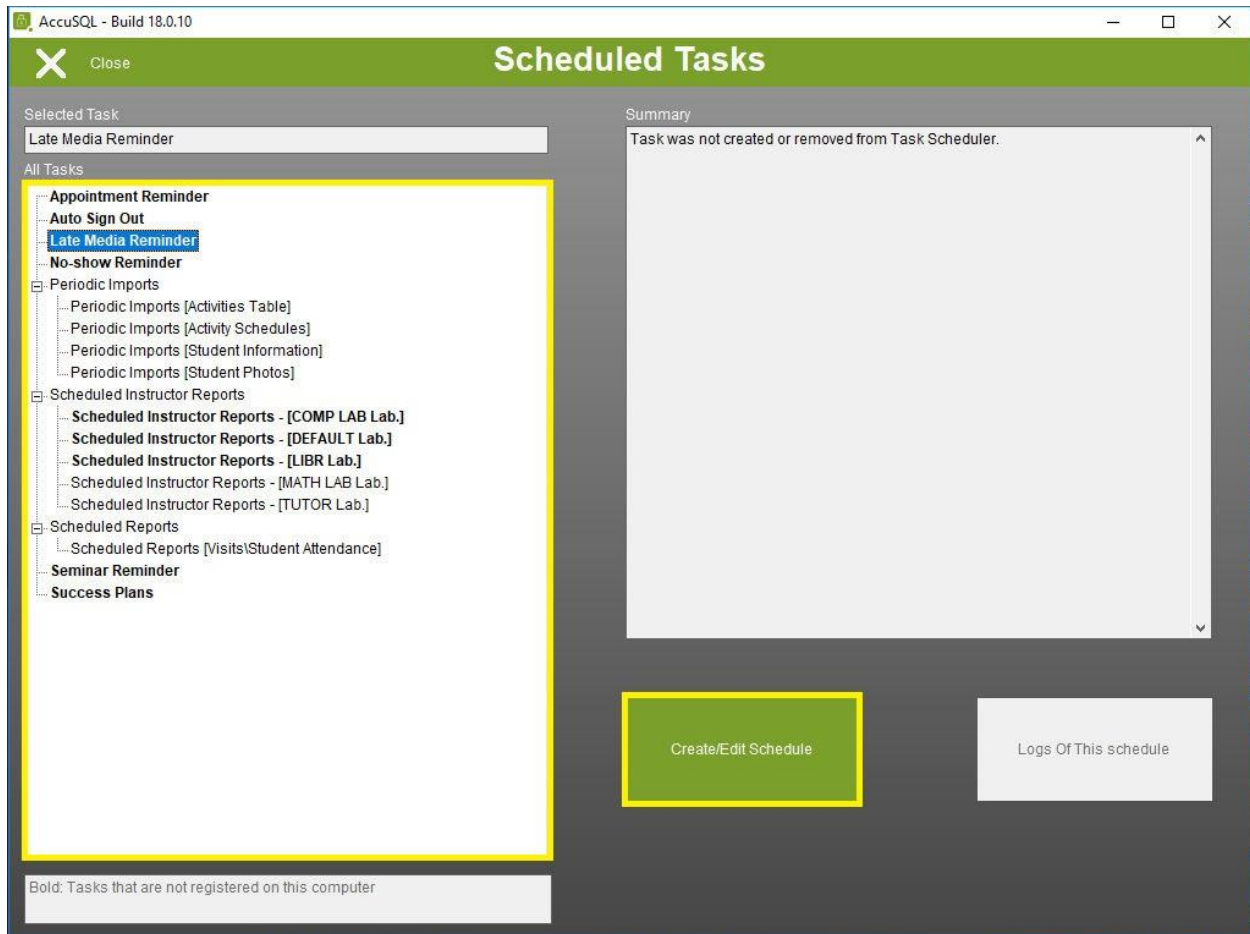 AccuSQL - Build 18.0.10
Close
Scheduled Tasks
Selected Task
Late Media Reminder
All Tasks
Appointment Reminder
Auto Sign Out
Late Media Reminder
No-show Reminder
Periodic Imports
Periodic Imports [Activities Table]
Periodic Imports [Activity Schedules]
Periodic Imports [Student Information]
Periodic Imports [Student Photos]
Scheduled Instructor Reports
Scheduled Instructor Reports - [COMP LAB Lab.]
Scheduled Instructor Reports - [DEFAULT Lab.]
Scheduled Instructor Reports - [LIBR Lab.]
Scheduled Instructor Reports - [MATH LAB Lab.]
Scheduled Instructor Reports - [TUTOR Lab.]
Scheduled Reports
Scheduled Reports [Visits\Student Attendance]
Seminar Reminder
Success Plans
Bold: Tasks that are not registered on this computer
Summary
Task was not created or removed from Task Scheduler.
Create/Edit Schedule
Logs Of This schedule